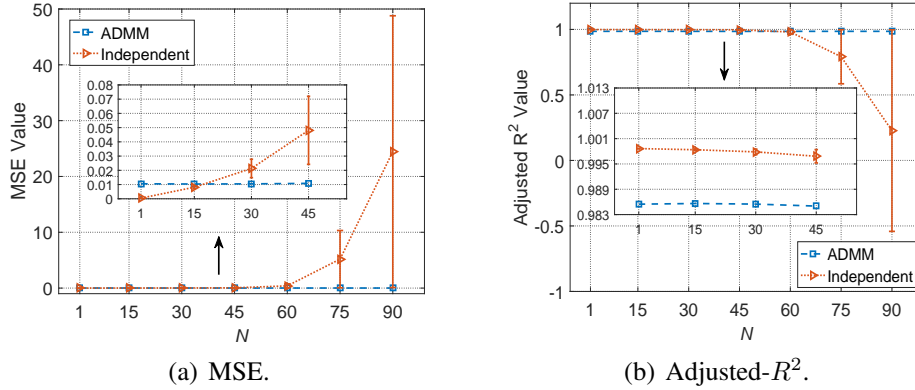 50
40
30
20
10
0
MSE Value
ADMM
Independent
0.08
0.07
0.06
0.05
0.04
0.03
0.02
0.01
0
1 15 30 45
1 15 30 45 60 75 90
N
(a) MSE.
1
0.5
0
-0.5
-1
Adjusted R² Value
1.013
1.001
0.995
0.989
0.983
1 15 30 45
ADMM
Independent
1 15 30 45 60 75 90
N
(b) Adjusted-R².